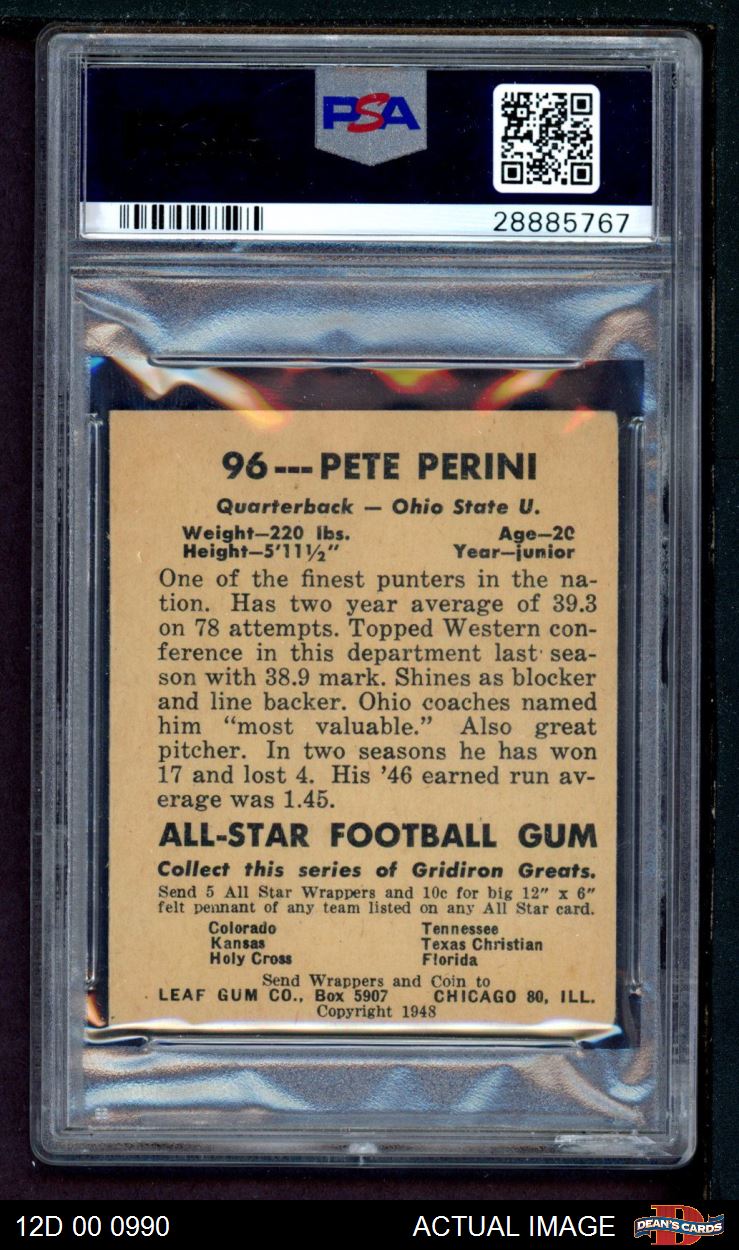 PSA
28885767
96---PETE PERINI
Quarterback — Ohio State U.
Weight—220 lbs. Age—20
Height—5'11½" Year—junior
One of the finest punters in the na-
tion. Has two year average of 39.3
on 78 attempts. Topped Western con-
ference in this department last sea-
son with 38.9 mark. Shines as blocker
and line backer. Ohio coaches named
him "most valuable." Also great
pitcher. In two seasons he has won
17 and lost 4. His '46 earned run av-
erage was 1.45.
ALL-STAR FOOTBALL GUM
Collect this series of Gridiron Greats.
Send 5 All Star Wrappers and 10c for big 12" x 6"
felt pennant of any team listed on any All Star card.
Colorado Tennessee
Kansas Texas Christian
Holy Cross Florida
Send Wrappers and Coin to
LEAF GUM CO., Box 5907 CHICAGO 80, ILL.
Copyright 1948
12D 00 0990 ACTUAL IMAGE DEAN'S CARDS